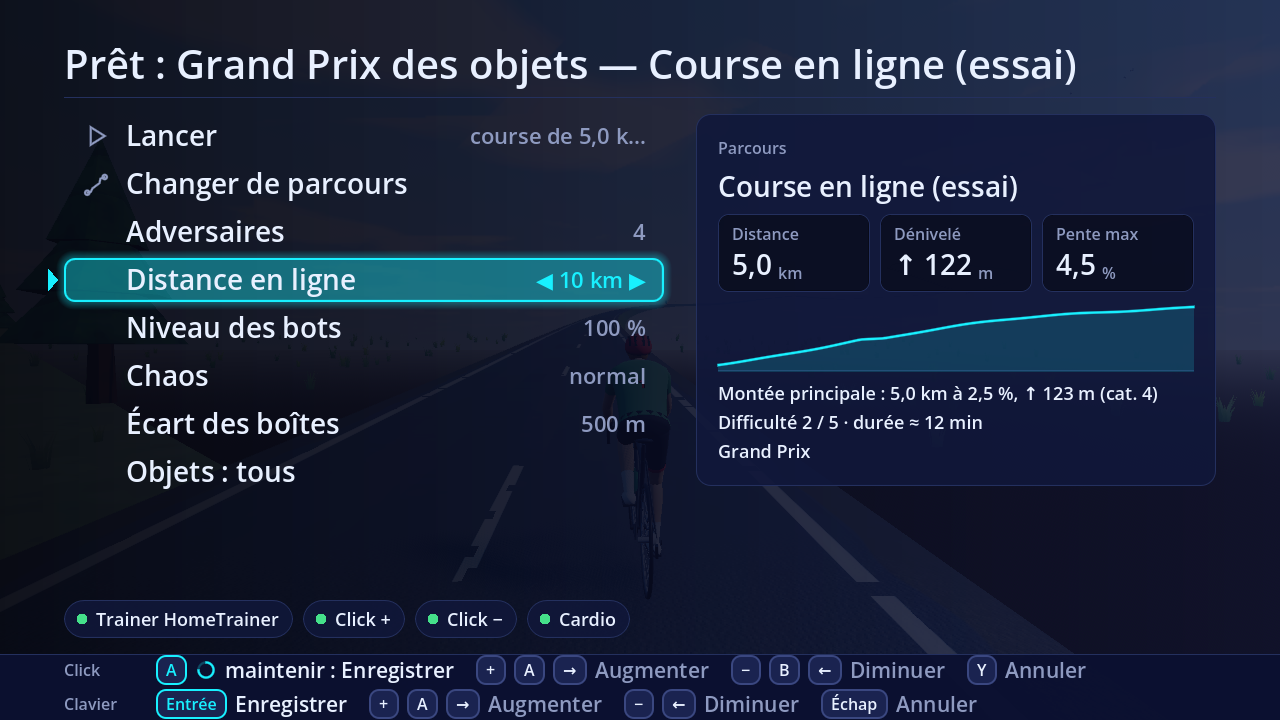 Prêt : Grand Prix des objets — Course en ligne (essai)
Lancer course de 5,0 k...
Changer de parcours
Adversaires 4
Distance en ligne ◀ 10 km ▶
Niveau des bots 100 %
Chaos normal
Écart des boîtes 500 m
Objets : tous
Parcours
Course en ligne (essai)
Distance Dénivelé Pente max
5,0 km ↑ 122 m 4,5 %
Montée principale : 5,0 km à 2,5 %, ↑ 123 m (cat. 4)
Difficulté 2 / 5 · durée ≈ 12 min
Grand Prix
Trainer HomeTrainer Click + Click − Cardio
Click A maintenir : Enregistrer + A → Augmenter − B ← Diminuer Y Annuler
Clavier Entrée Enregistrer + A → Augmenter − ← Diminuer Échap Annuler